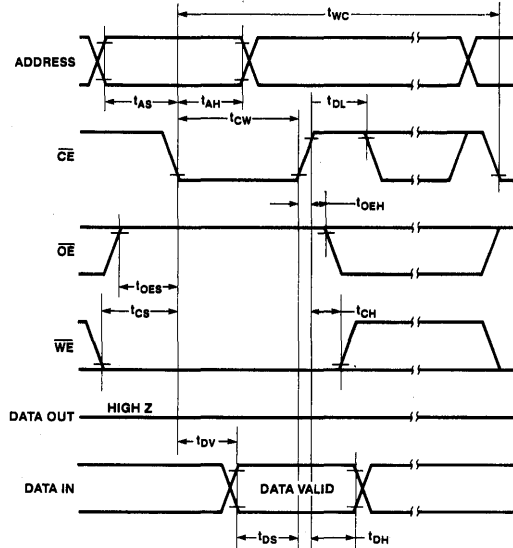 tWC
ADDRESS
tAS
tAH
tDL
tCW
CE
tOEH
OE
tOES
tCS
tCH
WE
HIGH Z
DATA OUT
tDV
DATA IN
DATA VALID
tDS
tDH